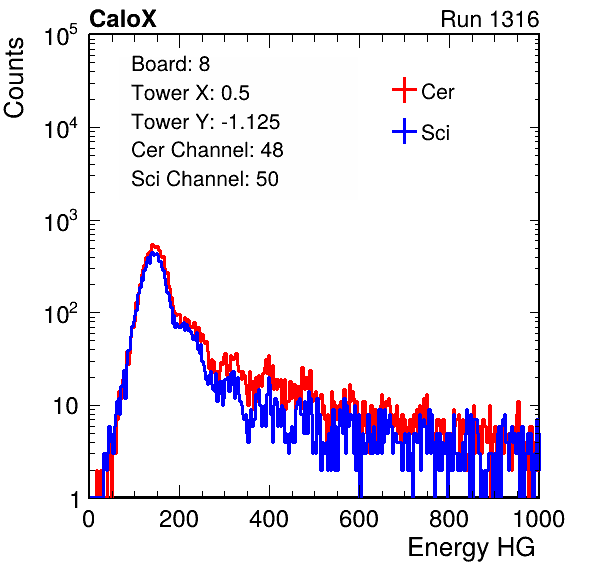 CaloX
Run 1316
Counts
10^5
10^4
10^3
10^2
10
1
Board: 8
Tower X: 0.5
Tower Y: -1.125
Cer Channel: 48
Sci Channel: 50
Cer
Sci
0 200 400 600 800 1000
Energy HG